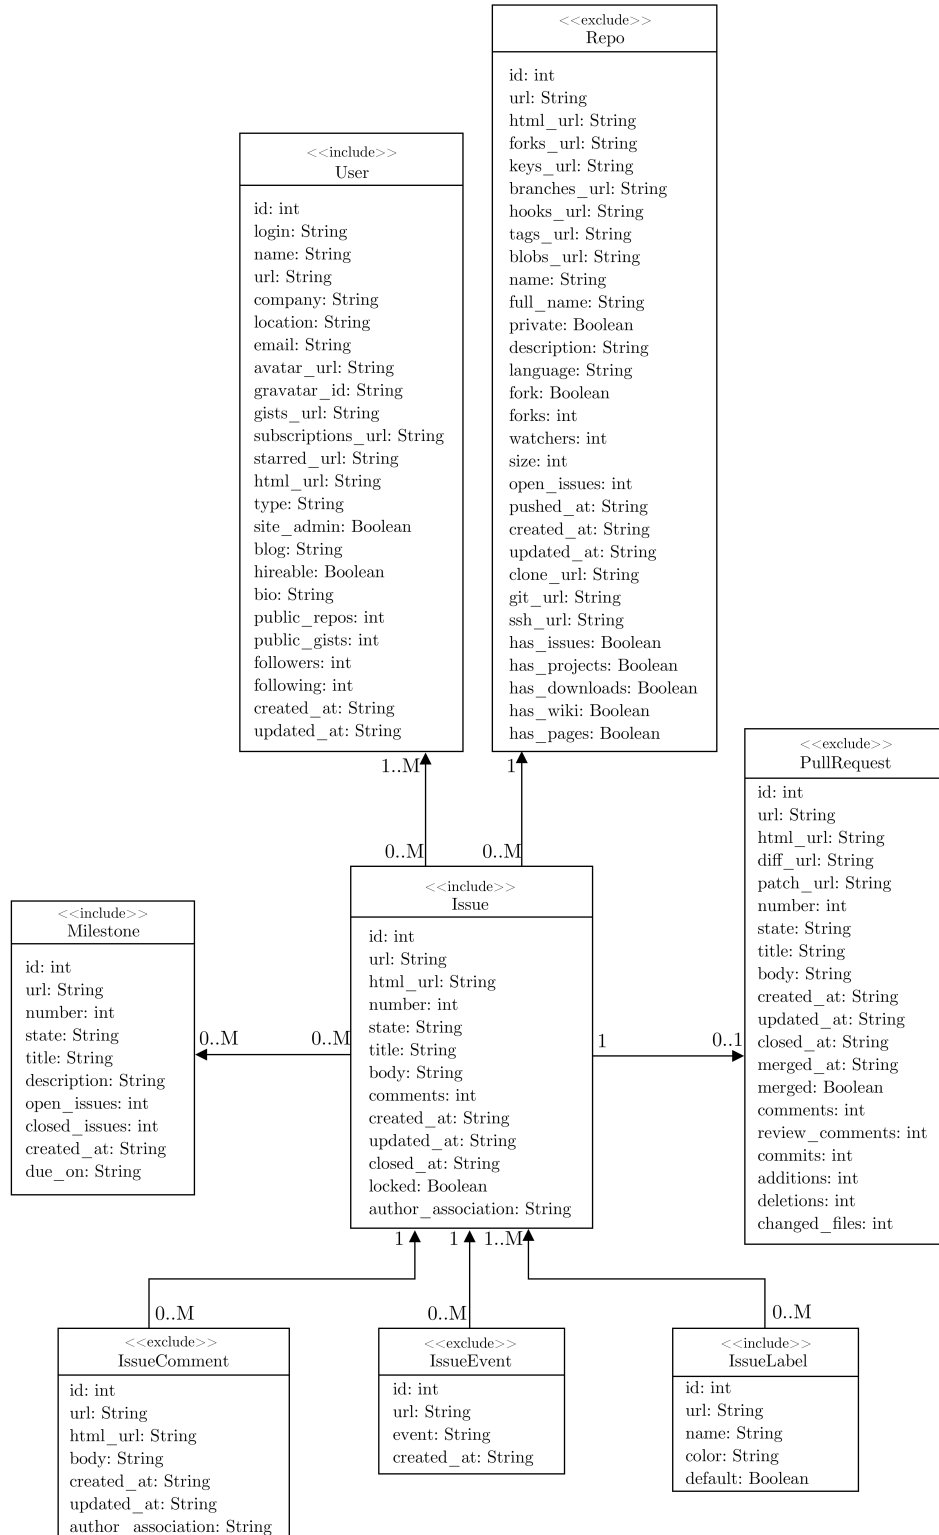 <<exclude>>
Repo
id: int
url: String
html_url: String
forks_url: String
keys_url: String
branches_url: String
hooks_url: String
tags_url: String
blobs_url: String
name: String
full_name: String
private: Boolean
description: String
language: String
fork: Boolean
forks: int
watchers: int
size: int
open_issues: int
pushed_at: String
created_at: String
updated_at: String
clone_url: String
git_url: String
ssh_url: String
has_issues: Boolean
has_projects: Boolean
has_downloads: Boolean
has_wiki: Boolean
has_pages: Boolean
<<include>>
User
id: int
login: String
name: String
url: String
company: String
location: String
email: String
avatar_url: String
gravatar_id: String
gists_url: String
subscriptions_url: String
starred_url: String
html_url: String
type: String
site_admin: Boolean
blog: String
hireable: Boolean
bio: String
public_repos: int
public_gists: int
followers: int
following: int
created_at: String
updated_at: String
1..M
1
0..M
0..M
<<exclude>>
PullRequest
id: int
url: String
html_url: String
diff_url: String
patch_url: String
number: int
state: String
title: String
body: String
created_at: String
updated_at: String
closed_at: String
merged_at: String
merged: Boolean
comments: int
review_comments: int
commits: int
additions: int
deletions: int
changed_files: int
<<include>>
Issue
id: int
url: String
html_url: String
number: int
state: String
title: String
body: String
comments: int
created_at: String
updated_at: String
closed_at: String
locked: Boolean
author_association: String
<<include>>
Milestone
id: int
url: String
number: int
state: String
title: String
description: String
open_issues: int
closed_issues: int
created_at: String
due_on: String
0..M
0..M
1
0..1
1
1
1..M
0..M
0..M
0..M
<<exclude>>
IssueComment
id: int
url: String
html_url: String
body: String
created_at: String
updated_at: String
author_association: String
<<exclude>>
IssueEvent
id: int
url: String
event: String
created_at: String
<<include>>
IssueLabel
id: int
url: String
name: String
color: String
default: Boolean